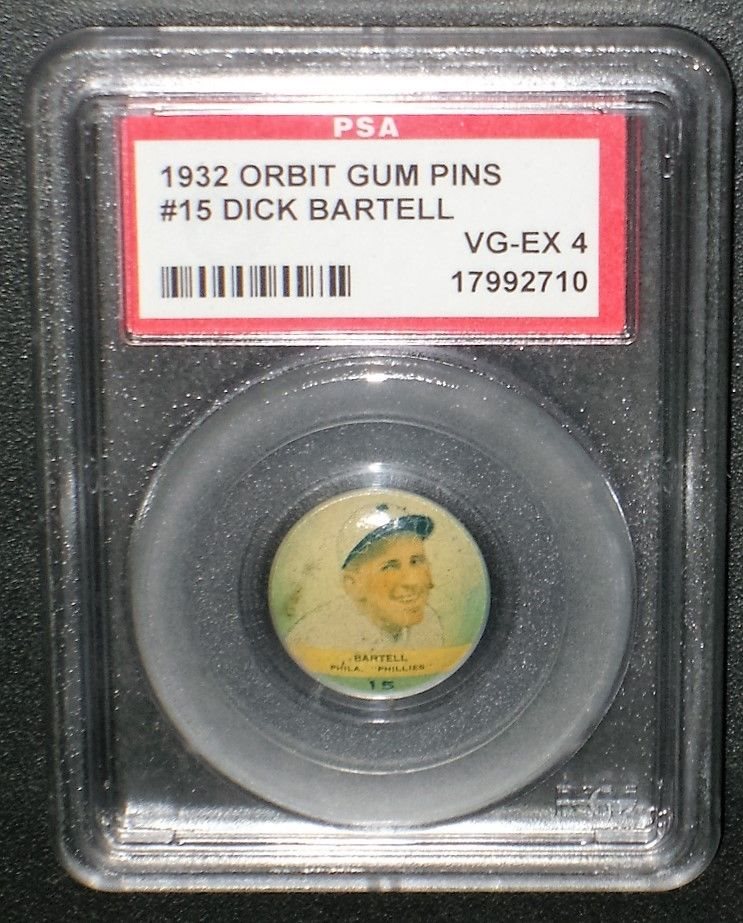 PSA
1932 ORBIT GUM PINS
#15 DICK BARTELL
VG-EX 4
17992710
BARTELL
PHILA. "PHILLIES"
15